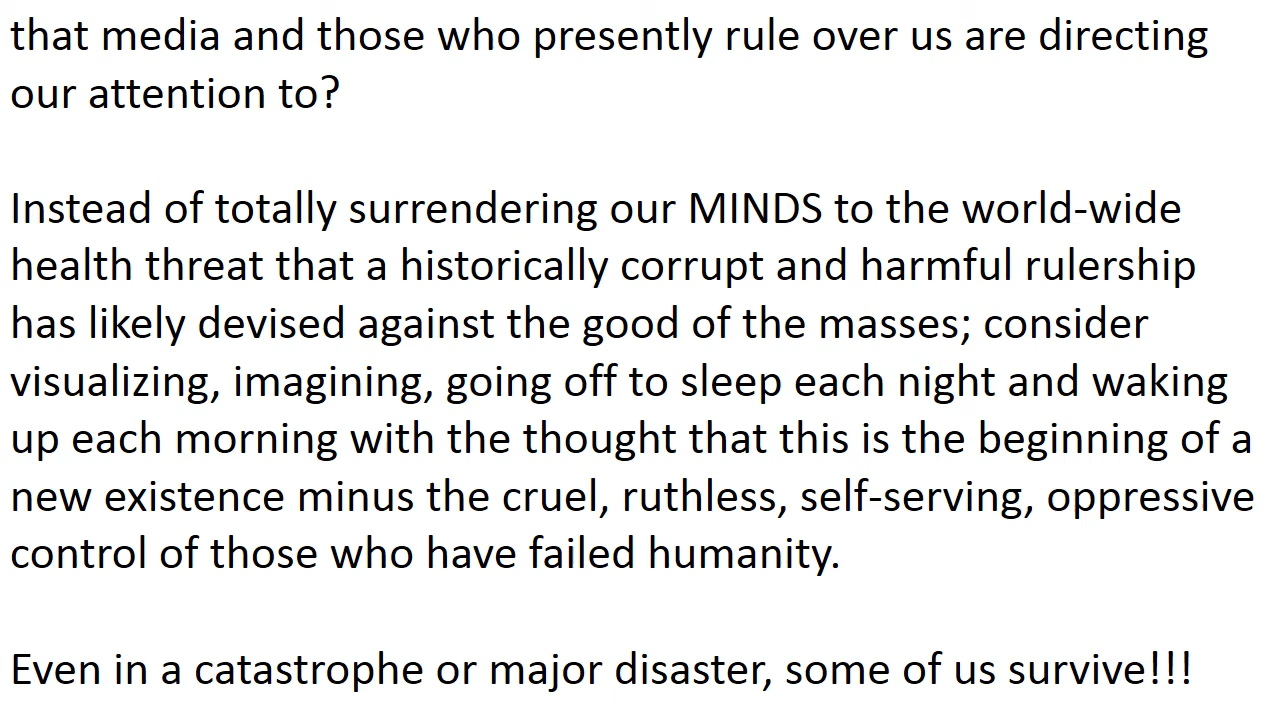 that media and those who presently rule over us are directing
our attention to?
Instead of totally surrendering our MINDS to the world-wide
health threat that a historically corrupt and harmful rulership
has likely devised against the good of the masses; consider
visualizing, imagining, going off to sleep each night and waking
up each morning with the thought that this is the beginning of a
new existence minus the cruel, ruthless, self-serving, oppressive
control of those who have failed humanity.
Even in a catastrophe or major disaster, some of us survive!!!